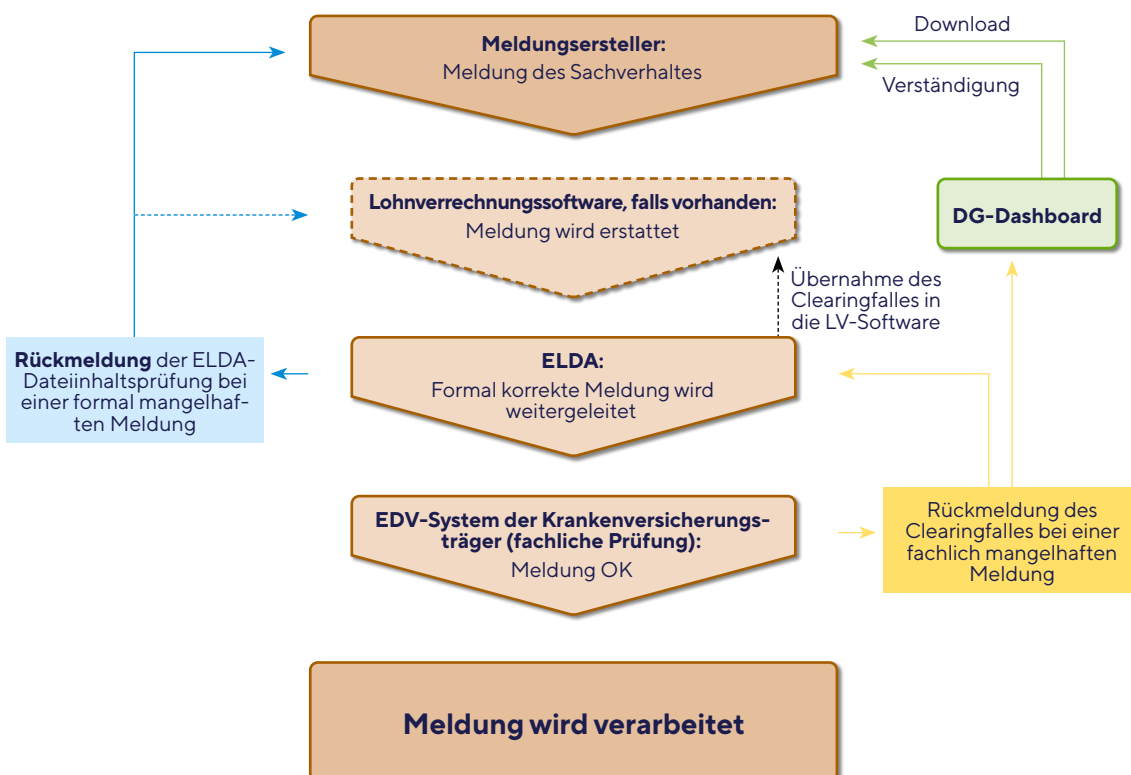 Meldungsersteller:
Meldung des Sachverhaltes
Download
Verständigung
Lohnverrechnungssoftware, falls vorhanden:
Meldung wird erstattet
DG-Dashboard
Übernahme des
Clearingfalles in
die LV-Software
Rückmeldung der ELDA-
Dateiinhaltsprüfung bei
einer formal mangelhaf-
ten Meldung
ELDA:
Formal korrekte Meldung wird
weitergeleitet
EDV-System der Krankenversicherungs-
träger (fachliche Prüfung):
Meldung OK
Rückmeldung des
Clearingfalles bei einer
fachlich mangelhaften
Meldung
Meldung wird verarbeitet